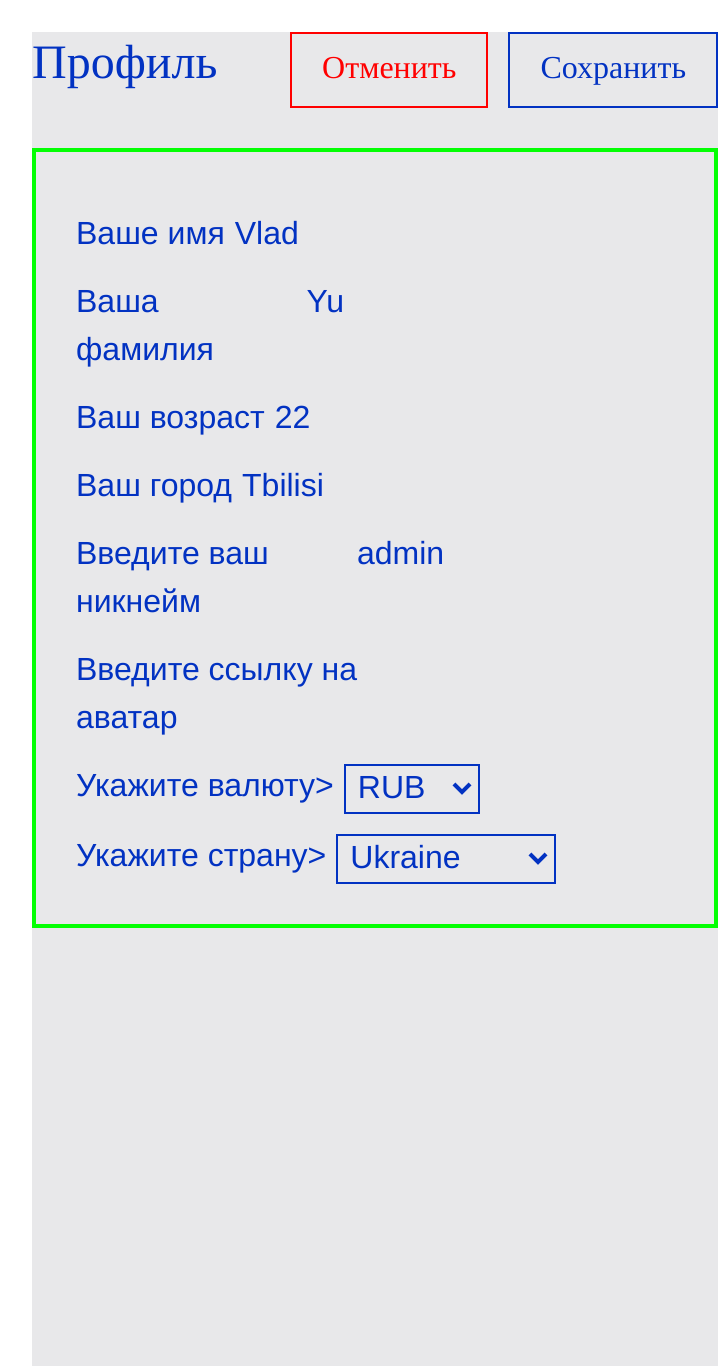 Профиль Отменить Сохранить
Ваше имя Vlad
Ваша Yu
фамилия
Ваш возраст 22
Ваш город Tbilisi
Введите ваш admin
никнейм
Введите ссылку на
аватар
Укажите валюту> RUB
Укажите страну> Ukraine